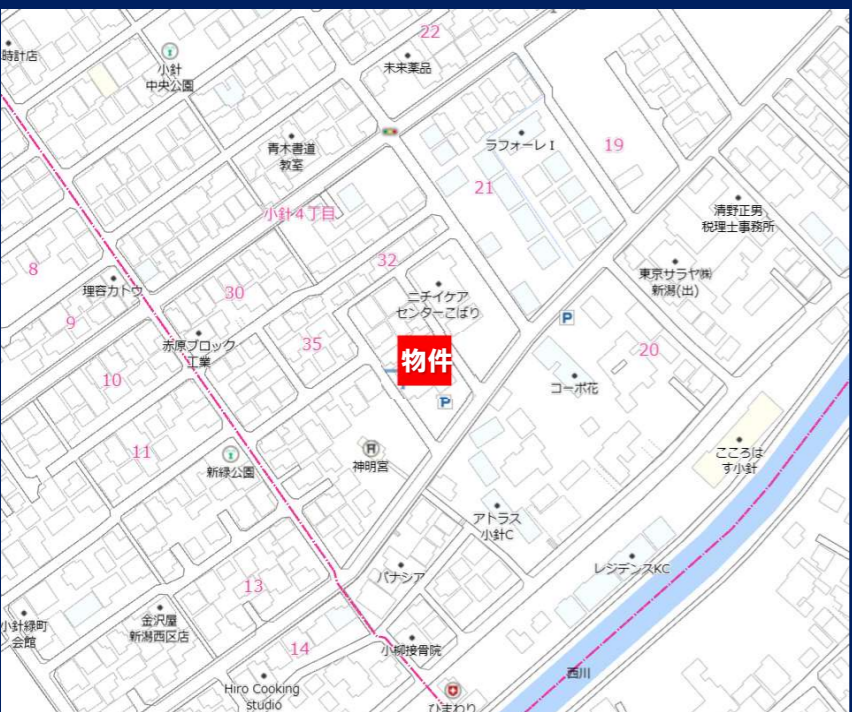 22
時計店
小針
中央公園
未来薬品
青木書道
教室
ラフォーレⅠ
19
21
小針4丁目
清野正男
税理士事務所
8
32
東京サラヤ㈱
新潟(出)
理容カトウ
30
ニチイケア
センターこばり
9
P
赤原ブロック
工業
35
物件
20
10
コーポ花
P
11
新緑公園
神明宮
こころは
す小針
アトラス
小針C
レジデンスKC
パナシア
13
小針緑町
会館
金沢屋
新潟西区店
14
小柳接骨院
西川
Hiro Cooking
studio
ひまわり